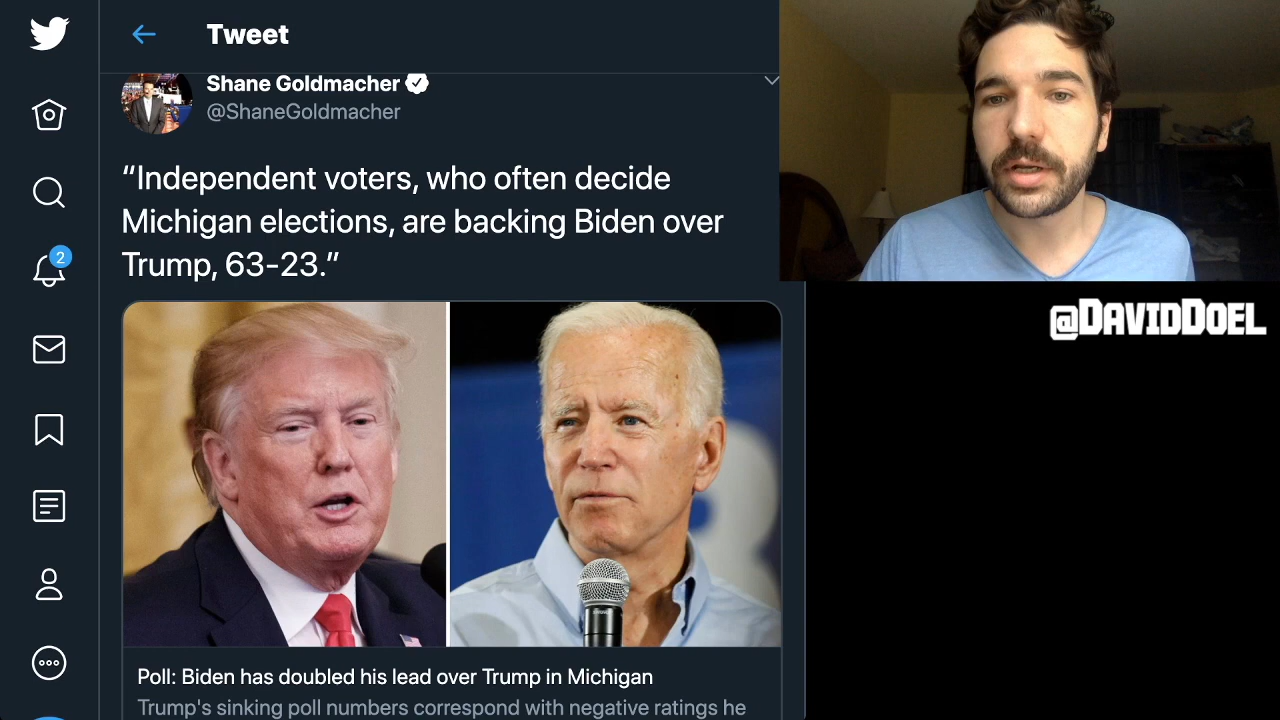 Tweet
Shane Goldmacher
@ShaneGoldmacher
2
“Independent voters, who often decide
Michigan elections, are backing Biden over
Trump, 63-23.”
@DAVIDDOEL
Poll: Biden has doubled his lead over Trump in Michigan
Trump's sinking poll numbers correspond with negative ratings he